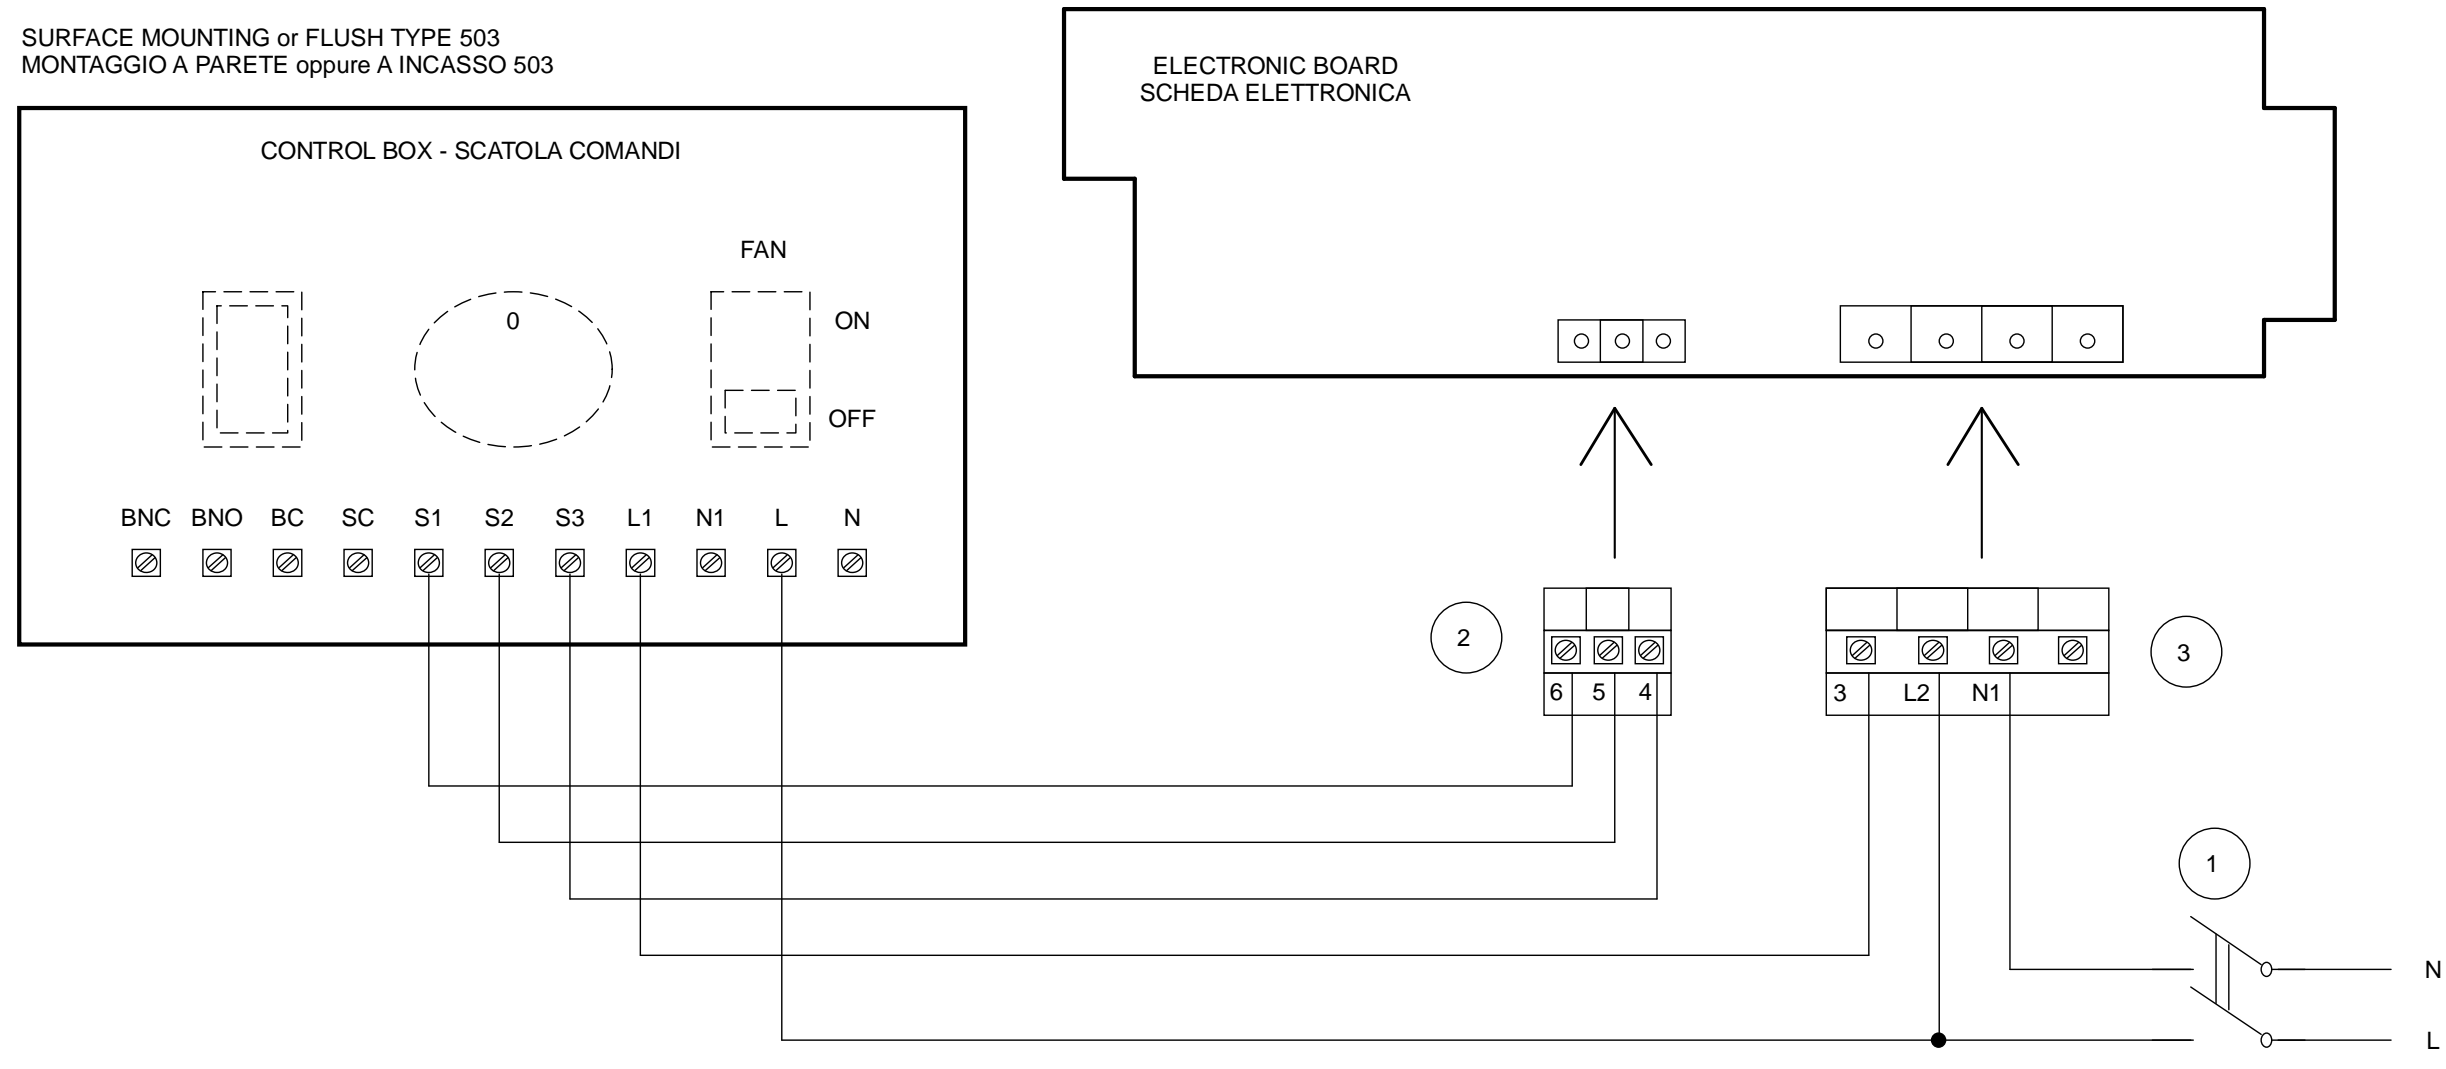 SURFACE MOUNTING or FLUSH TYPE 503
MONTAGGIO A PARETE oppure A INCASSO 503
ELECTRONIC BOARD
SCHEDA ELETTRONICA
CONTROL BOX - SCATOLA COMANDI
FAN
0
ON
OFF
BNC BNO BC SC S1 S2 S3 L1 N1 L N
2
3
6 5 4
3 L2 N1
1
N
L